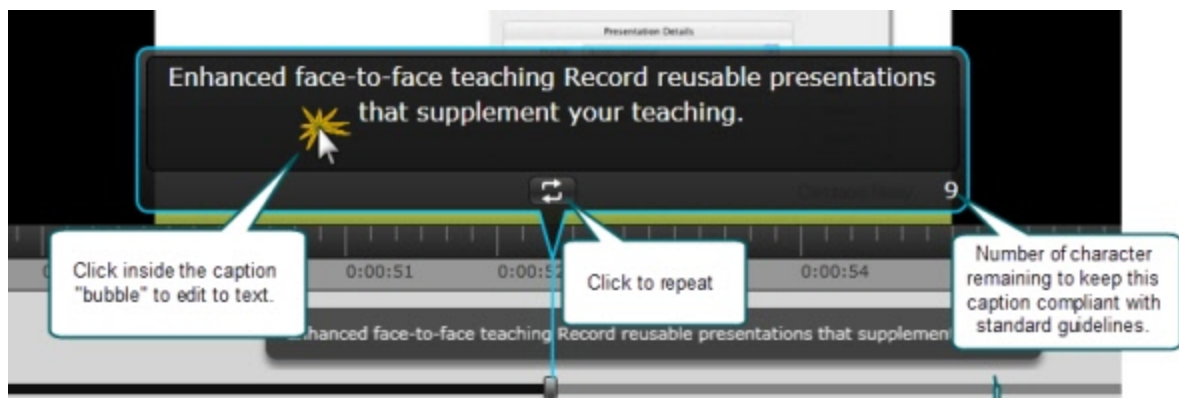 Presentation Details
Enhanced face-to-face teaching Record reusable presentations
that supplement your teaching.
9
Click inside the caption
"bubble" to edit to text.
0:00:51
0:00:52
0:00:54
Click to repeat
Number of character
remaining to keep this
caption compliant with
standard guidelines.
Enhanced face-to-face teaching Record reusable presentations that supplement